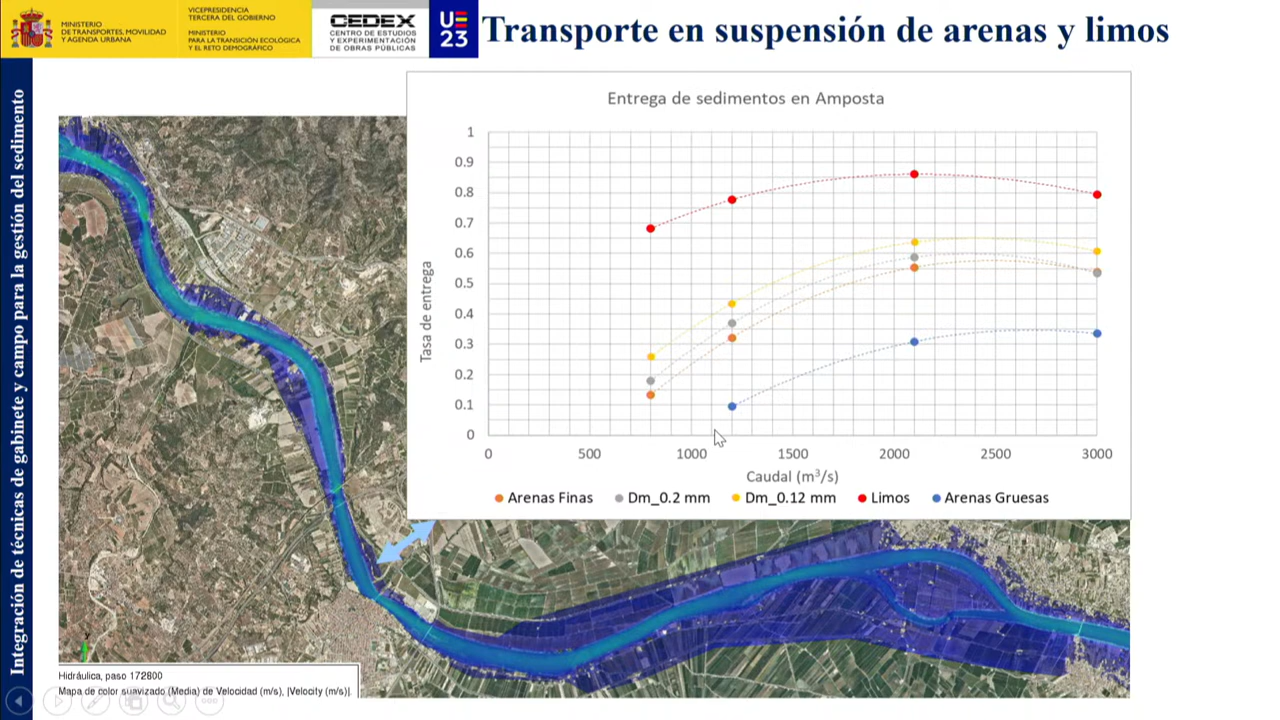 MINISTERIO
DE TRANSPORTES, MOVILIDAD
Y AGENDA URBANA
VICEPRESIDENCIA
TERCERA DEL GOBIERNO
MINISTERIO
PARA LA TRANSICIÓN ECOLÓGICA
Y EL RETO DEMOGRÁFICO
CEDEX
CENTRO DE ESTUDIOS
Y EXPERIMENTACIÓN
DE OBRAS PÚBLICAS
UE
23
Transporte en suspensión de arenas y limos
Integración de técnicas de gabinete y campo para la gestión del sedimento
Entrega de sedimentos en Amposta
Tasa de entrega
1
0.9
0.8
0.7
0.6
0.5
0.4
0.3
0.2
0.1
0
0 500 1000 1500 2000 2500 3000
Caudal (m³/s)
Arenas Finas Dm_0.2 mm Dm_0.12 mm Limos Arenas Gruesas
Y
Hidráulica, paso 172800
Mapa de color suavizado (Media) de Velocidad (m/s), |Velocity (m/s)|.